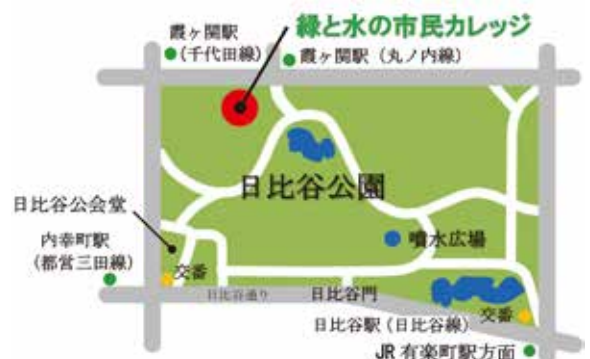 緑と水の市民カレッジ
霞ヶ関駅
(千代田線)
霞ヶ関駅(丸ノ内線)
日比谷公園
日比谷公会堂
噴水広場
内幸町駅
(都営三田線)
交番
日比谷通り
日比谷門
日比谷駅(日比谷線)
交番
JR有楽町駅方面